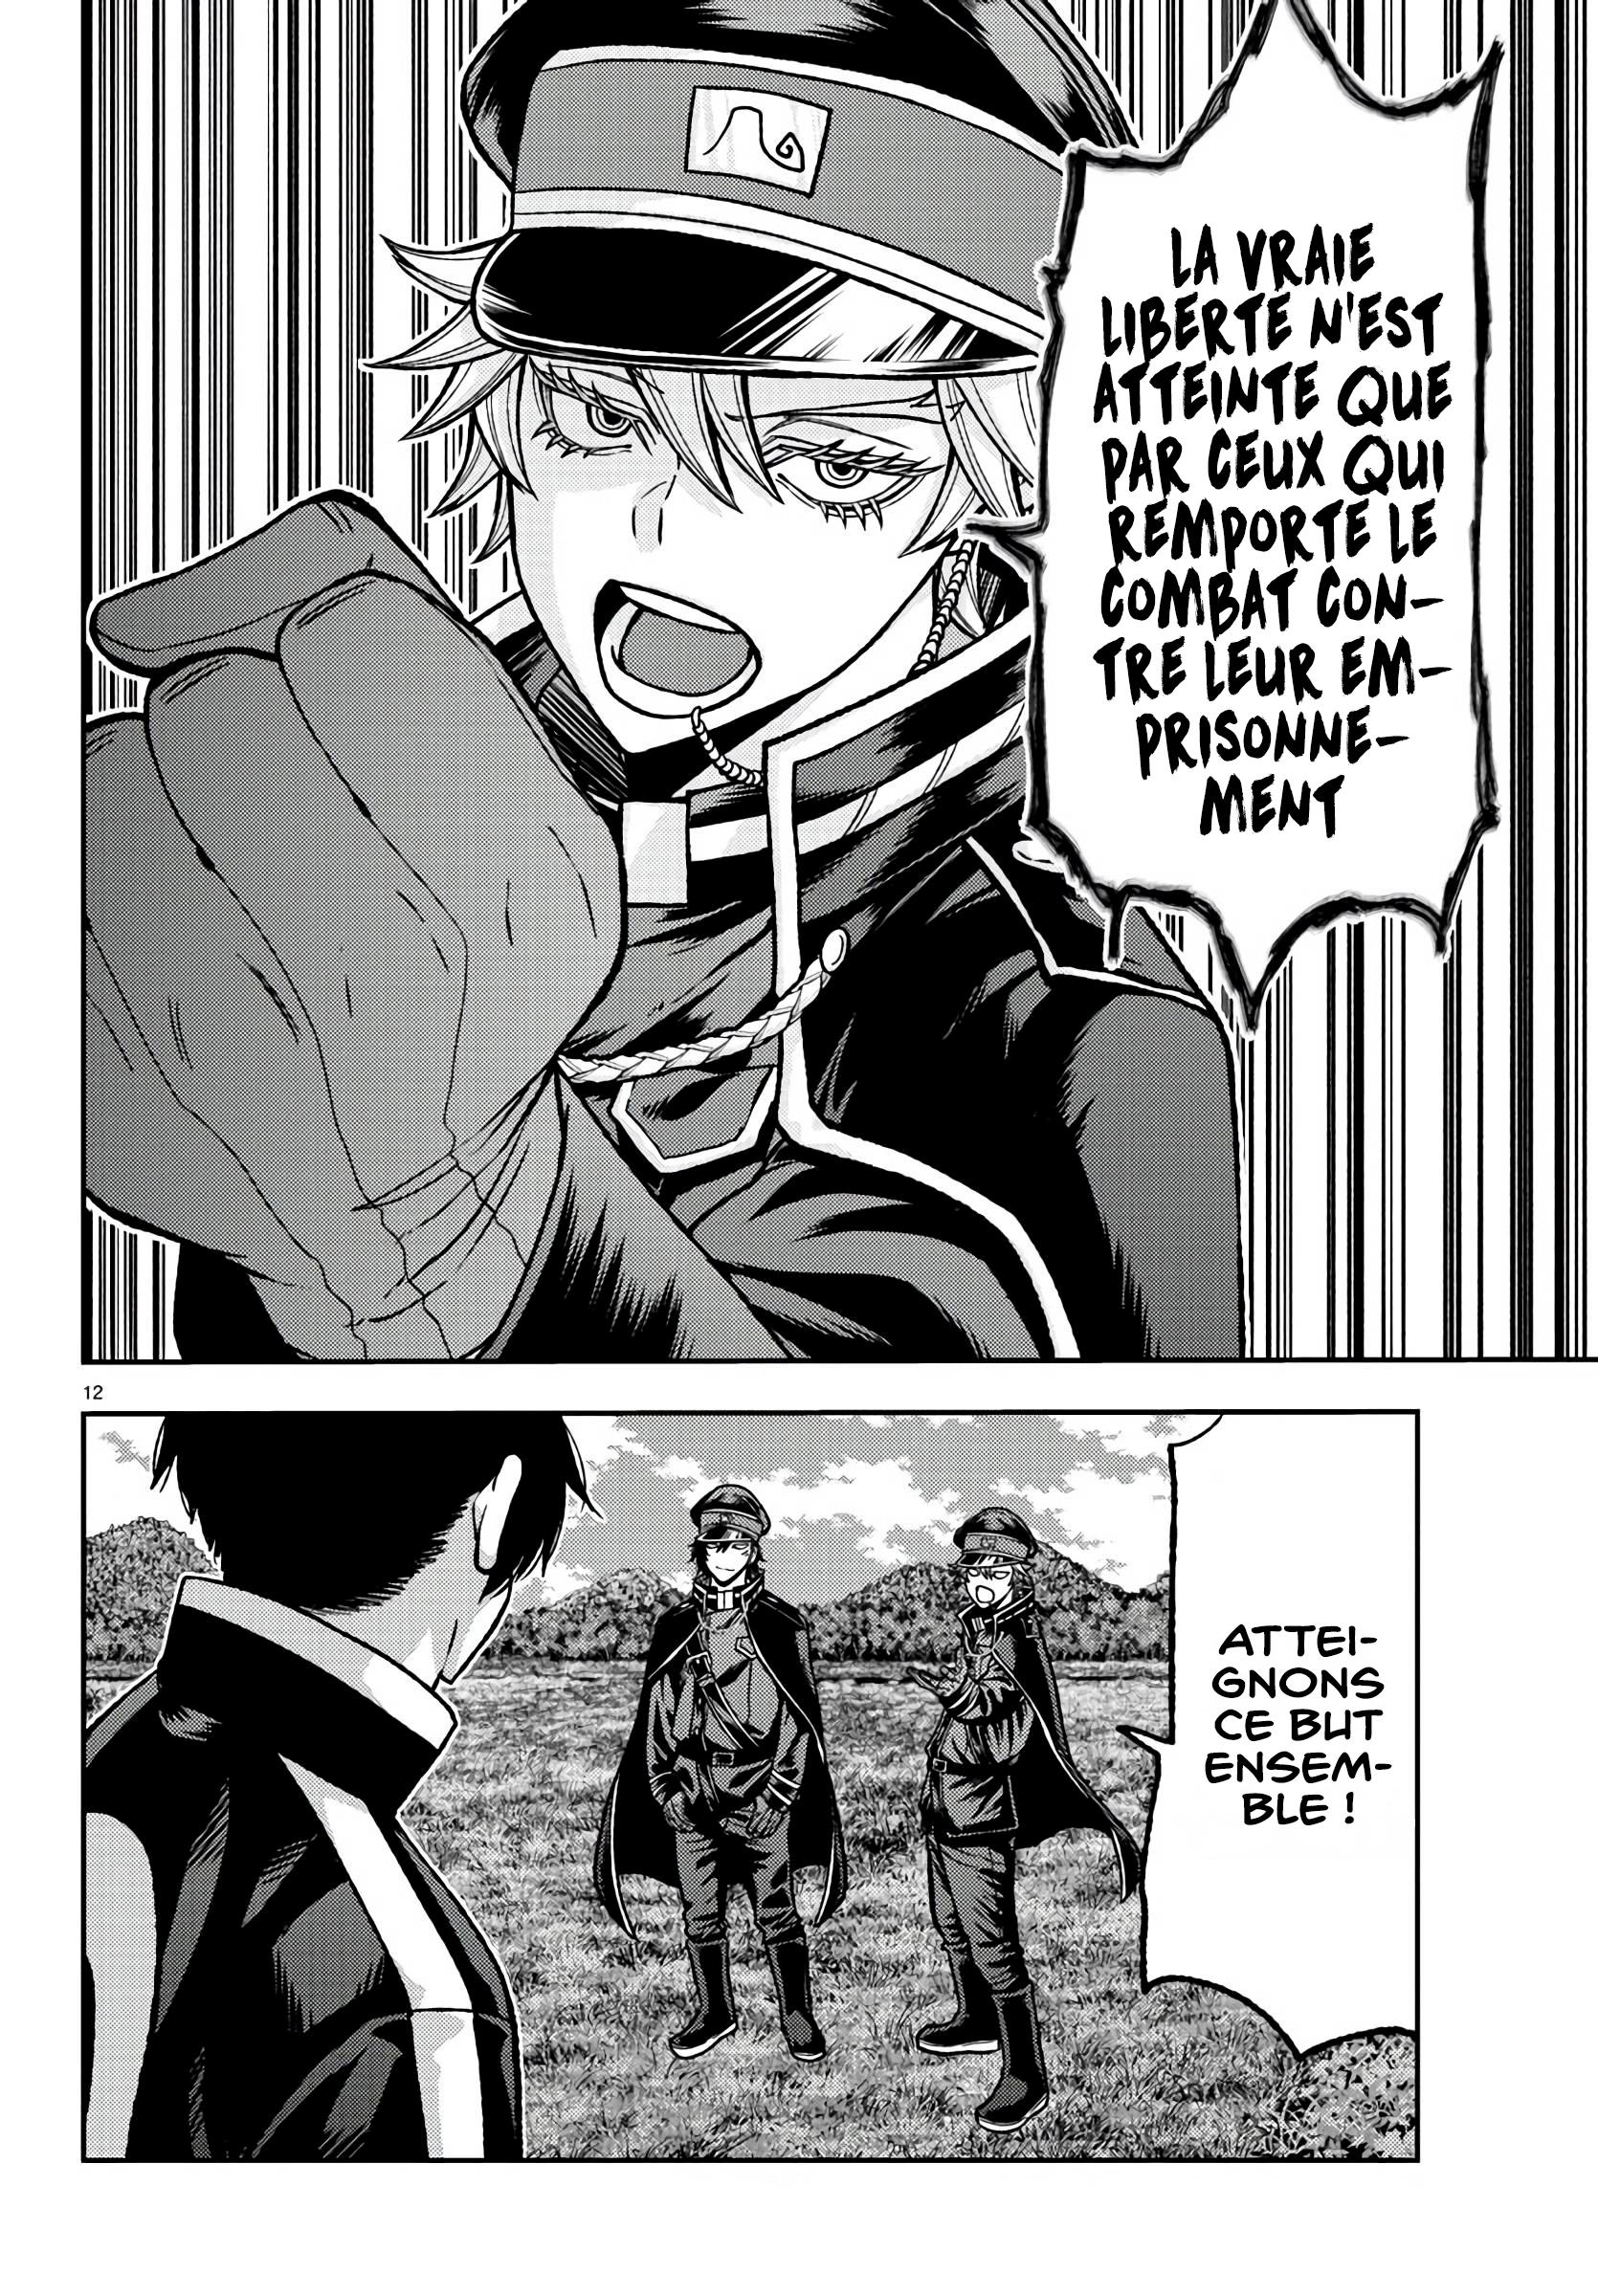 LA VRAIE
LIBERTE N'EST
ATTEINTE QUE
PAR CEUX QUI
REMPORTE LE
COMBAT CON-
TRE LEUR EM-
PRISONNE-
MENT
12
ATTEI-
GNONS
CE BUT
ENSEM-
BLE !